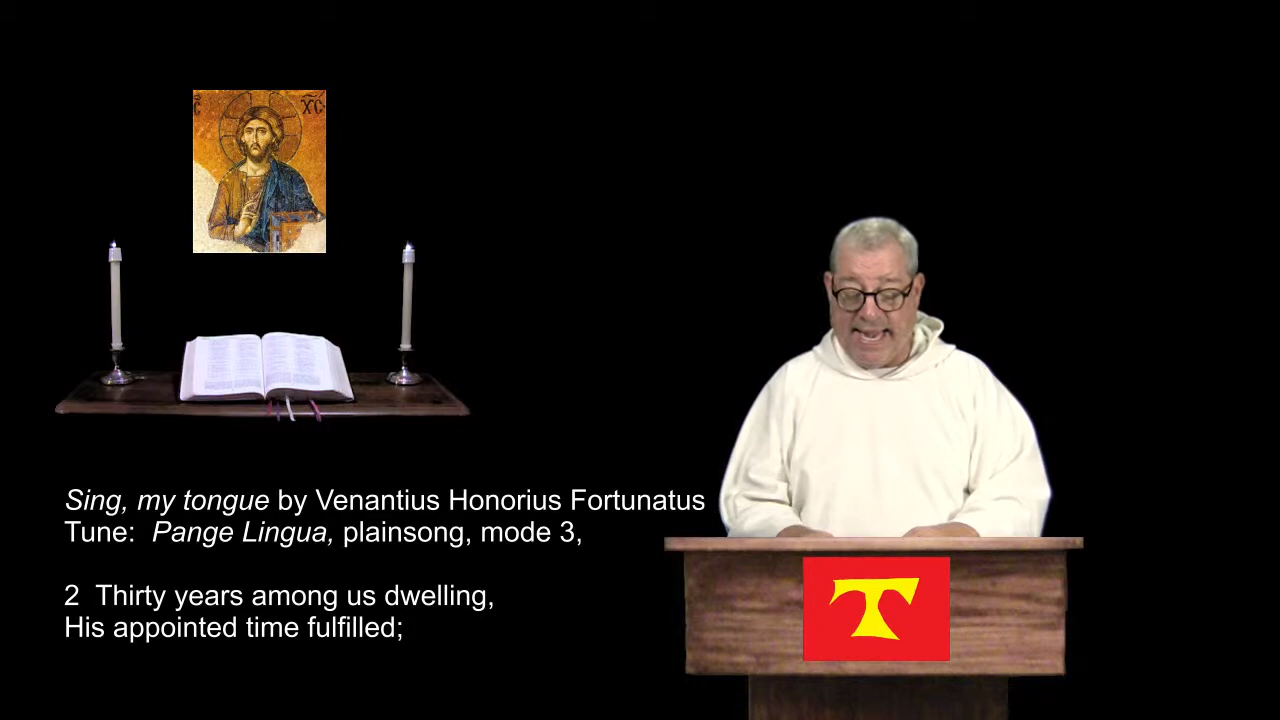 C XC
Sing, my tongue by Venantius Honorius Fortunatus
Tune: Pange Lingua, plainsong, mode 3,
2 Thirty years among us dwelling,
His appointed time fulfilled;
T